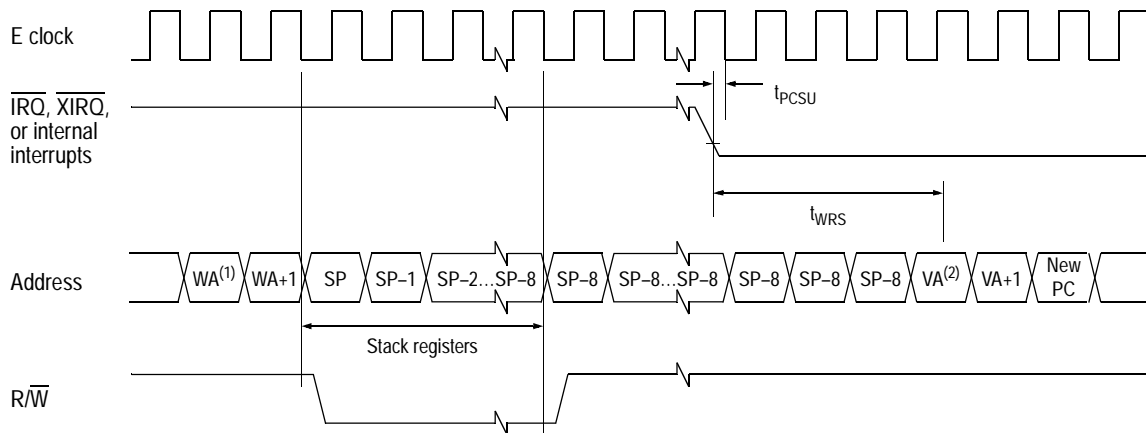 E clock
IRQ, XIRQ,
or internal
interrupts
tPCSU
tWRS
Address
WA(1) WA+1 SP SP–1 SP–2...SP–8 SP–8 SP–8...SP–8 SP–8 SP–8 SP–8 VA(2) VA+1 New
PC
Stack registers
R/W